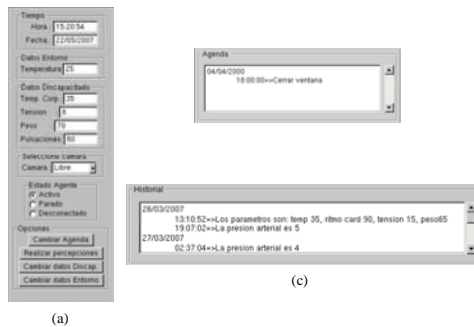 Tiempo
Hora 15:20:54
Fecha 22/05/2007
Datos Entorno
Temperatura 25
Datos Discapacitado
Temp. Corp. 35
Tension 6
Peso 70
Pulsaciones 80
Seleccione camara
Camara Libre
Estado Agente
Activo
Parado
Desconectado
Opciones
Cambiar Agenda
Realizar percepciones
Cambiar datos Discap.
Cambiar datos Entorno
(a)
Agenda
04/04/2000
18:00:00=>Cerrar ventana
Historial
26/03/2007
13:10:52=>Los parametros son: temp 35, ritmo card 90, tension 15, peso65
19:07:02=>La presion arterial es 5
27/03/2007
02:37:04=>La presion arterial es 4
(c)